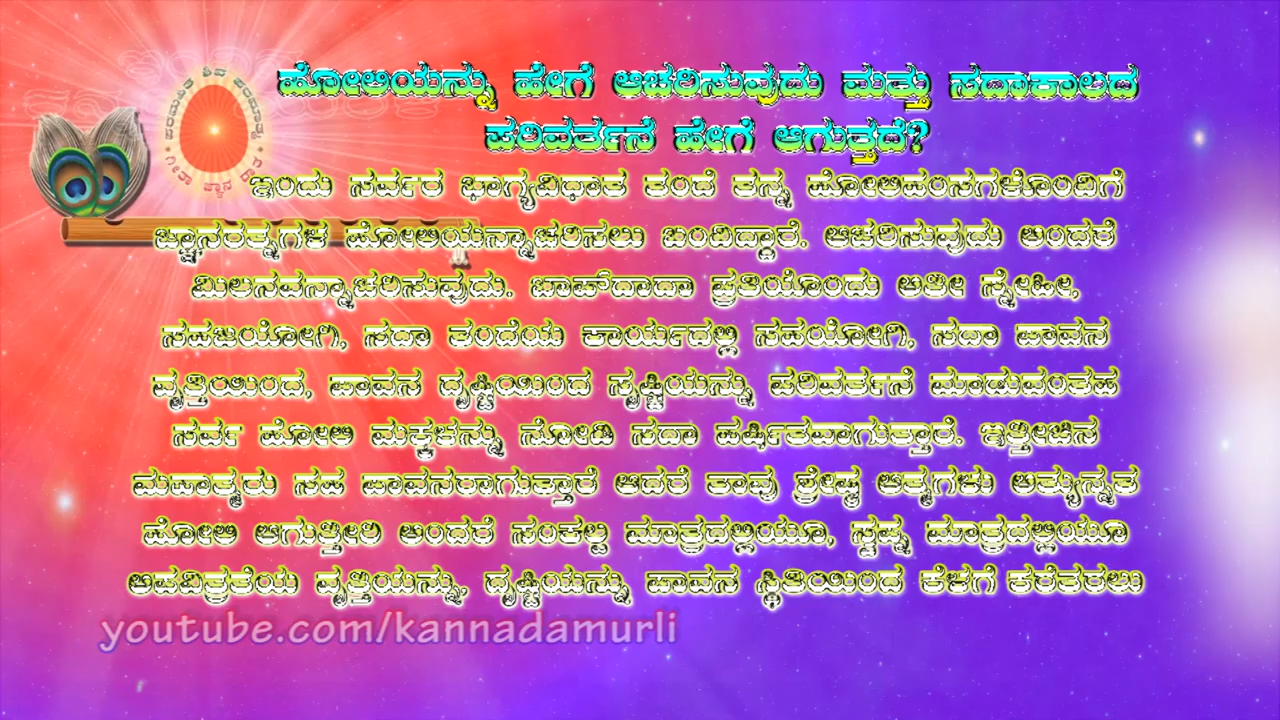 ಹೋಲಿಯನ್ನು ಹೇಗೆ ಆಚರಿಸುವುದು ಮತ್ತು ಸದಾಕಾಲದ
ಪರಿವರ್ತನೆ ಹೇಗೆ ಆಗುತ್ತದೆ?
ಇಂದು ಸರ್ವರ ಭಾಗ್ಯವಿಧಾತ ತಂದೆ ತನ್ನ ಹೋಲಿಹಂಸಗಳೊಂದಿಗೆ
ಜ್ಞಾನರತ್ನಗಳ ಹೋಲಿಯನ್ನಾಚರಿಸಲು ಬಂದಿದ್ದಾರೆ. ಆಚರಿಸುವುದು ಅಂದರೆ
ಮಿಲನವನ್ನಾಚರಿಸುವುದು. ಬಾಪ್‌ದಾದಾ ಪ್ರತಿಯೊಂದು ಅತೀ ಸ್ನೇಹೀ,
ಸಹಜಯೋಗಿ, ಸದಾ ತಂದೆಯ ಕಾರ್ಯದಲ್ಲಿ ಸಹಯೋಗಿ, ಸದಾ ಪಾವನ
ವೃತ್ತಿಯಿಂದ, ಪಾವನ ದೃಷ್ಟಿಯಿಂದ ಸೃಷ್ಟಿಯನ್ನು ಪರಿವರ್ತನೆ ಮಾಡುವಂತಹ
ಸರ್ವ ಹೋಲಿ ಮಕ್ಕಳನ್ನು ನೋಡಿ ಸದಾ ಹರ್ಷಿತವಾಗುತ್ತಾರೆ. ಇತ್ತೀಚಿನ
ಮಹಾತ್ಮರು ಸಹ ಪಾವನರಾಗುತ್ತಾರೆ ಆದರೆ ತಾವು ಶ್ರೇಷ್ಠ ಆತ್ಮಗಳು ಅತ್ಯುನ್ನತ
ಹೋಲಿ ಆಗುತ್ತೀರಿ ಅಂದರೆ ಸಂಕಲ್ಪ ಮಾತ್ರದಲ್ಲಿಯೂ, ಸ್ವಪ್ನ ಮಾತ್ರದಲ್ಲಿಯೂ
ಅಪವಿತ್ರತೆಯ ವೃತ್ತಿಯನ್ನು, ದೃಷ್ಟಿಯನ್ನು ಪಾವನ ಸ್ಥಿತಿಯಿಂದ ಕೆಳಗೆ ಕರೆತರಲು
youtube.com/kannadamurli